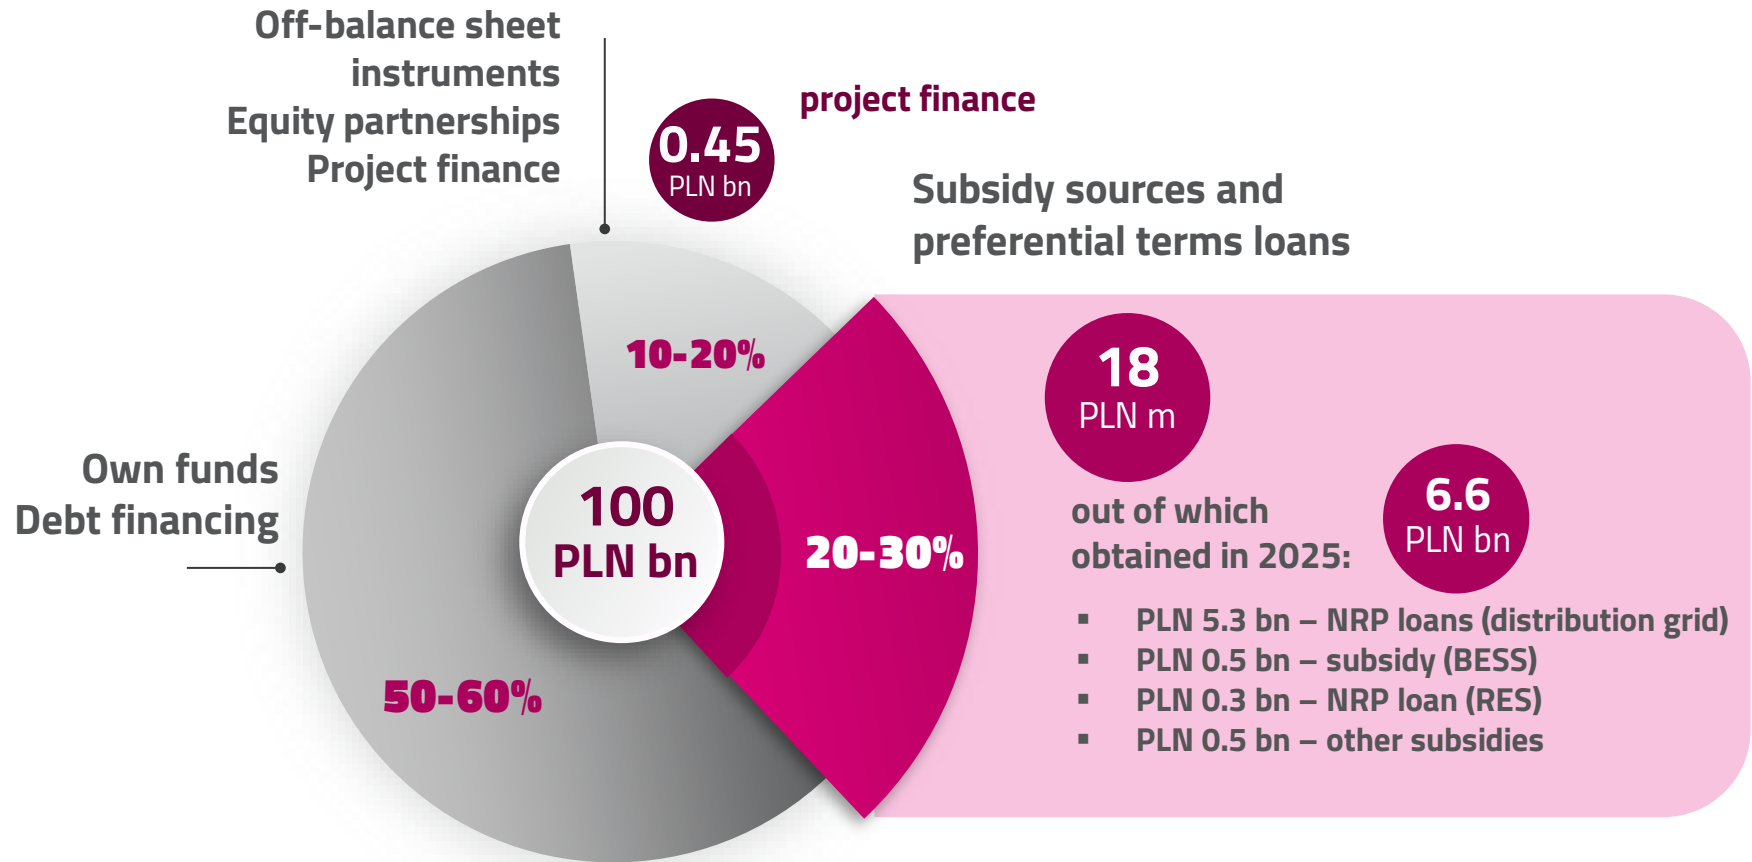 Off-balance sheet
instruments
Equity partnerships
Project finance
0.45
PLN bn
project finance
Subsidy sources and
preferential terms loans
10-20%
18
PLN m
Own funds
Debt financing
100
PLN bn
20-30%
out of which
obtained in 2025:
6.6
PLN bn
50-60%
▪ PLN 5.3 bn – NRP loans (distribution grid)
▪ PLN 0.5 bn – subsidy (BESS)
▪ PLN 0.3 bn – NRP loan (RES)
▪ PLN 0.5 bn – other subsidies